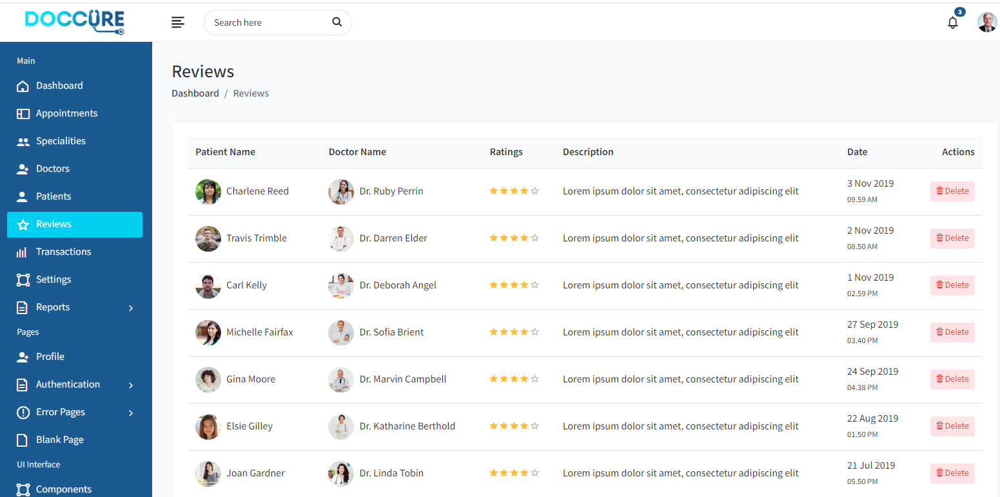 DOCCURE
Search here
3
Main
Dashboard
Appointments
Specialities
Doctors
Patients
Reviews
Transactions
Settings
Reports
Pages
Profile
Authentication
Error Pages
Blank Page
UI Interface
Components
Reviews
Dashboard / Reviews
Patient Name Doctor Name Ratings Description Date Actions
Charlene Reed Dr. Ruby Perrin Lorem ipsum dolor sit amet, consectetur adipiscing elit 3 Nov 2019 Delete
09.59 AM
Travis Trimble Dr. Darren Elder Lorem ipsum dolor sit amet, consectetur adipiscing elit 2 Nov 2019 Delete
08.50 AM
Carl Kelly Dr. Deborah Angel Lorem ipsum dolor sit amet, consectetur adipiscing elit 1 Nov 2019 Delete
02.59 PM
Michelle Fairfax Dr. Sofia Brient Lorem ipsum dolor sit amet, consectetur adipiscing elit 27 Sep 2019 Delete
03.40 PM
Gina Moore Dr. Marvin Campbell Lorem ipsum dolor sit amet, consectetur adipiscing elit 24 Sep 2019 Delete
04.38 PM
Elsie Gilley Dr. Katharine Berthold Lorem ipsum dolor sit amet, consectetur adipiscing elit 22 Aug 2019 Delete
01.50 PM
Joan Gardner Dr. Linda Tobin Lorem ipsum dolor sit amet, consectetur adipiscing elit 21 Jul 2019 Delete
05.50 PM